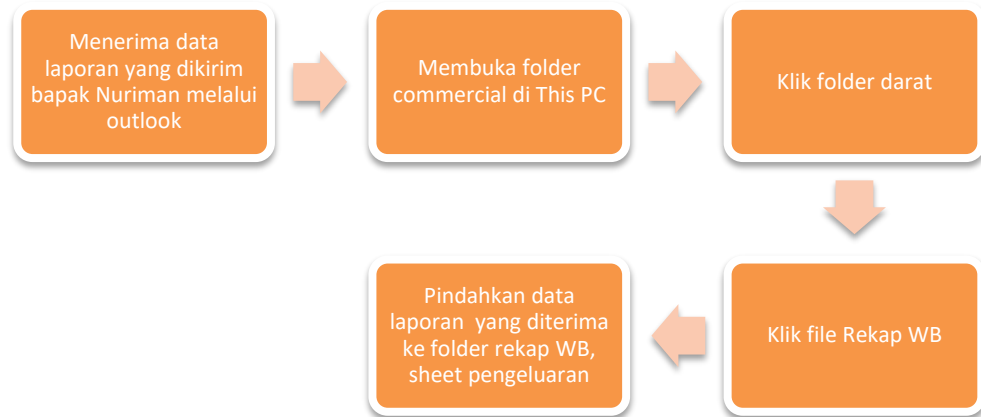 Menerima data
laporan yang dikirim
bapak Nuriman melalui
outlook
Membuka folder
commercial di This PC
Klik folder darat
Klik file Rekap WB
Pindahkan data
laporan  yang diterima
ke folder rekap WB,
sheet pengeluaran